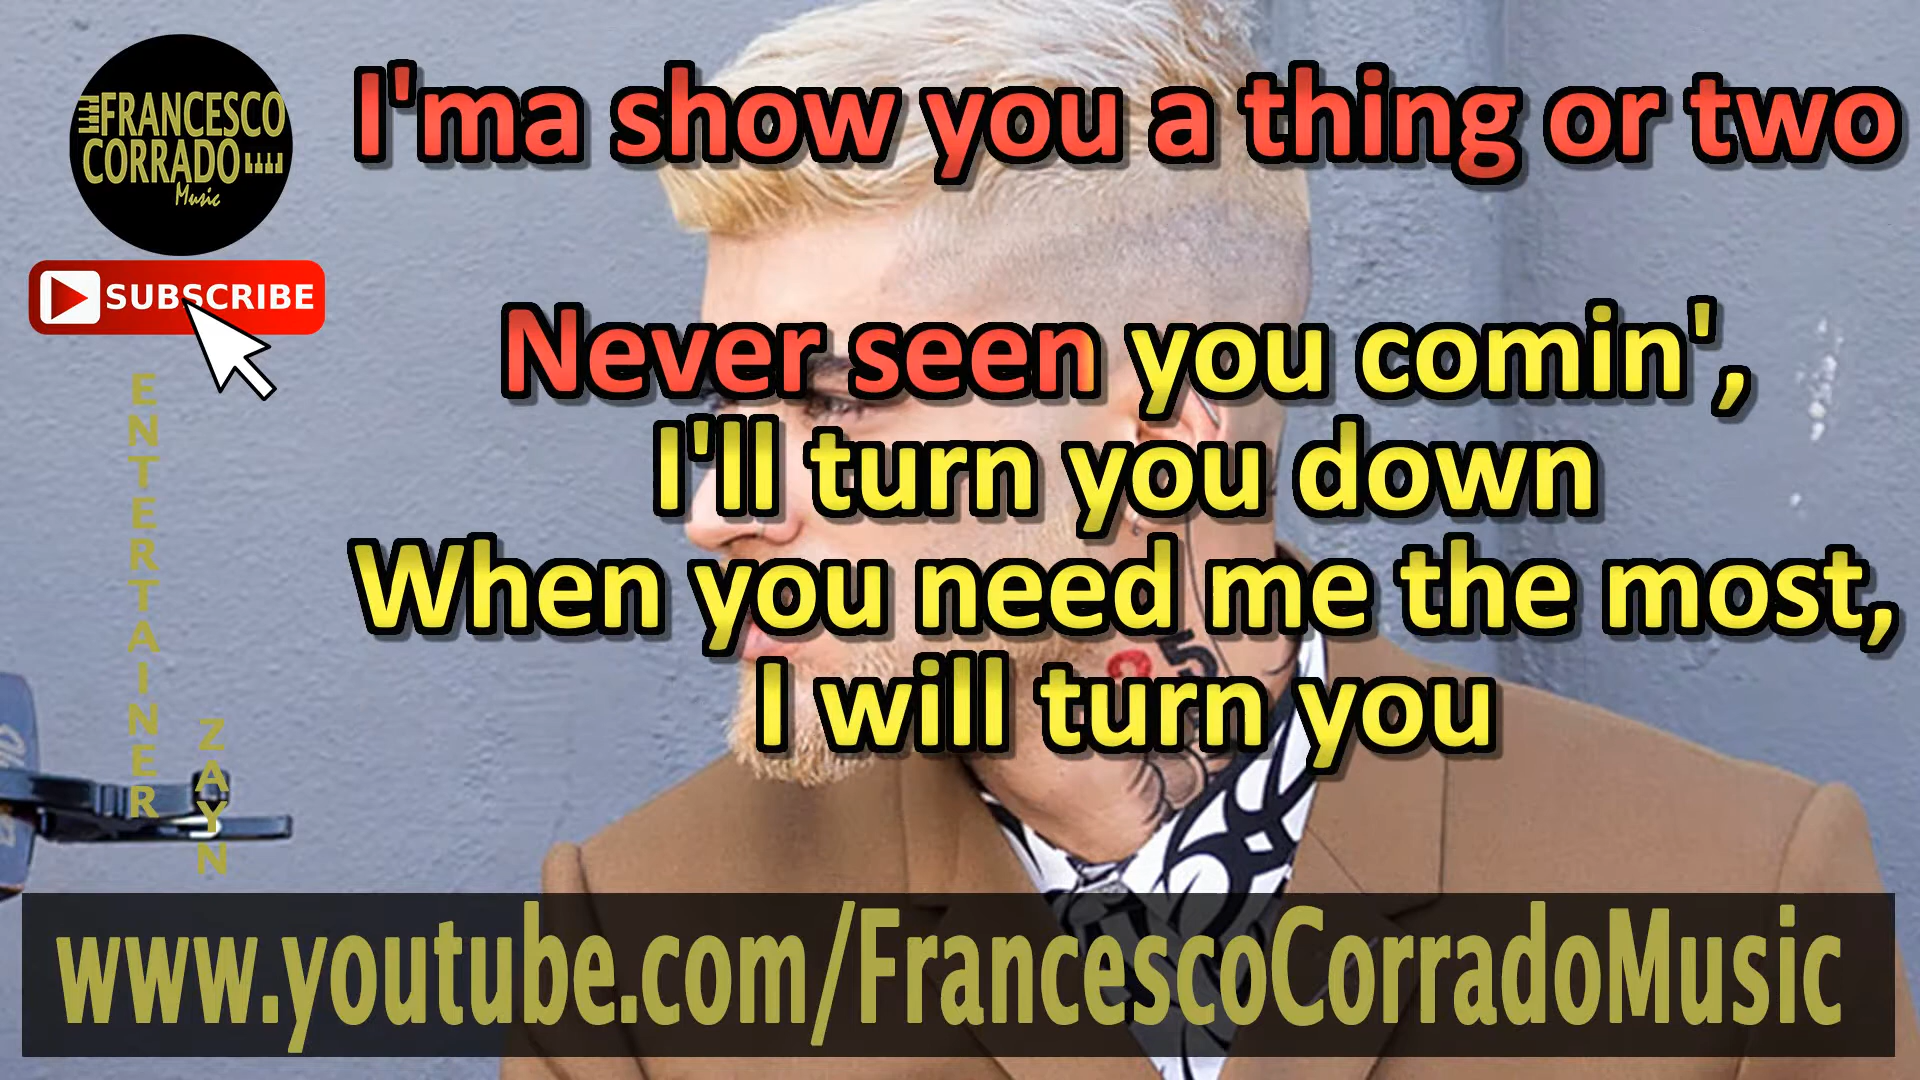 FRANCESCO
CORRADO
Music
SUBSCRIBE
ENTERTAINER
ZAYN
I'ma show you a thing or two
Never seen you comin',
I'll turn you down
When you need me the most,
I will turn you
www.youtube.com/FrancescoCorradoMusic